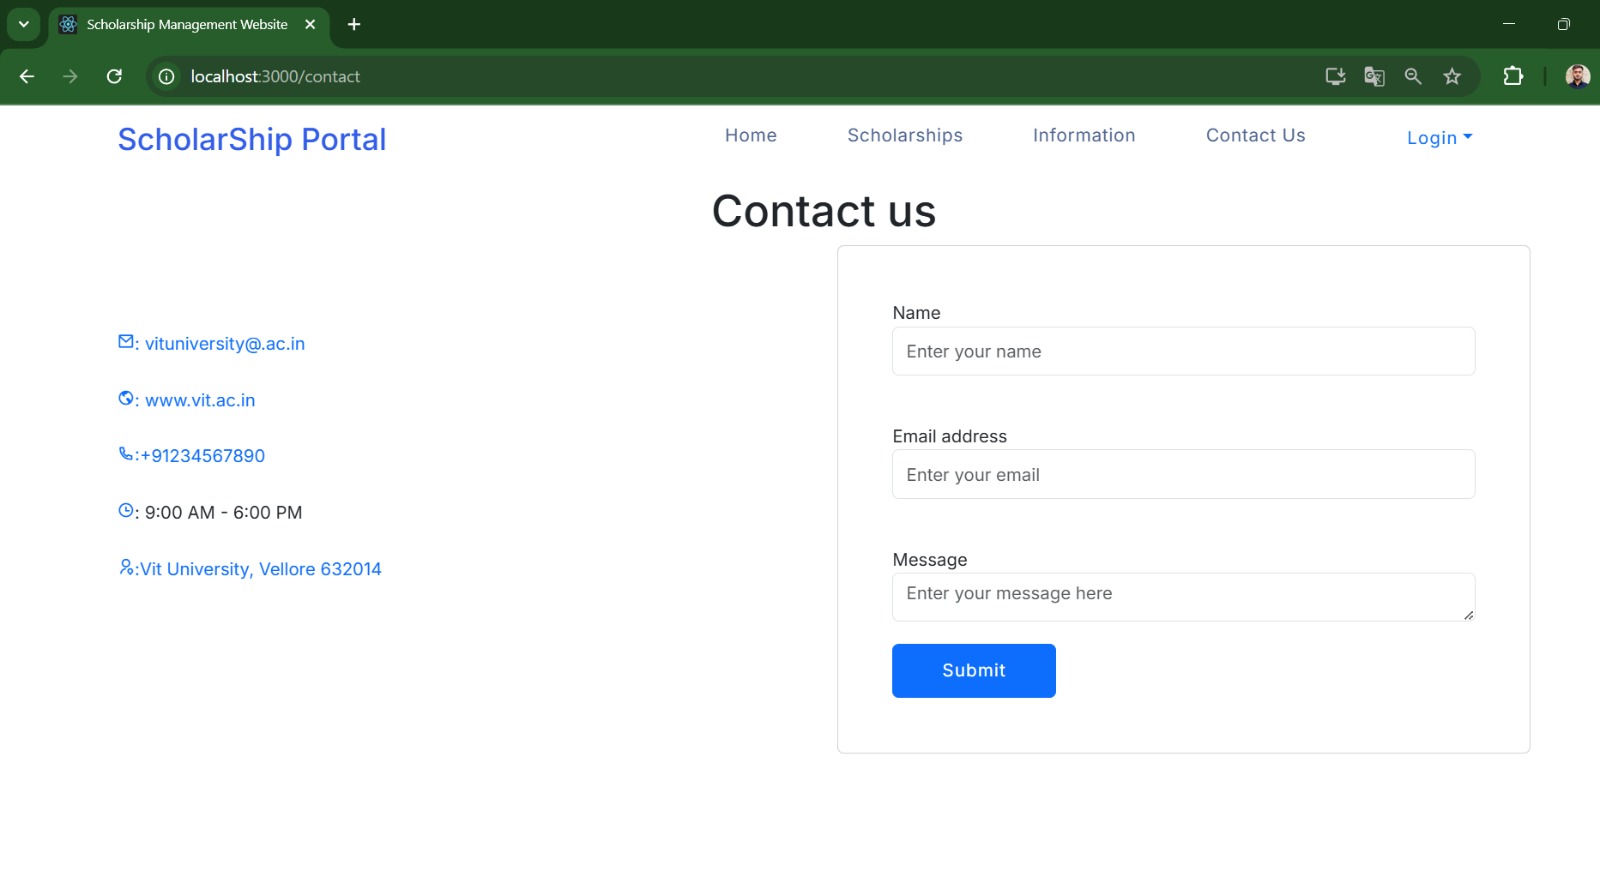 Scholarship Management Website
localhost:3000/contact
ScholarShip Portal
Home Scholarships Information Contact Us Login
Contact us
: vituniversity@.ac.in
: www.vit.ac.in
:+91234567890
: 9:00 AM - 6:00 PM
:Vit University, Vellore 632014
Name
Enter your name
Email address
Enter your email
Message
Enter your message here
Submit